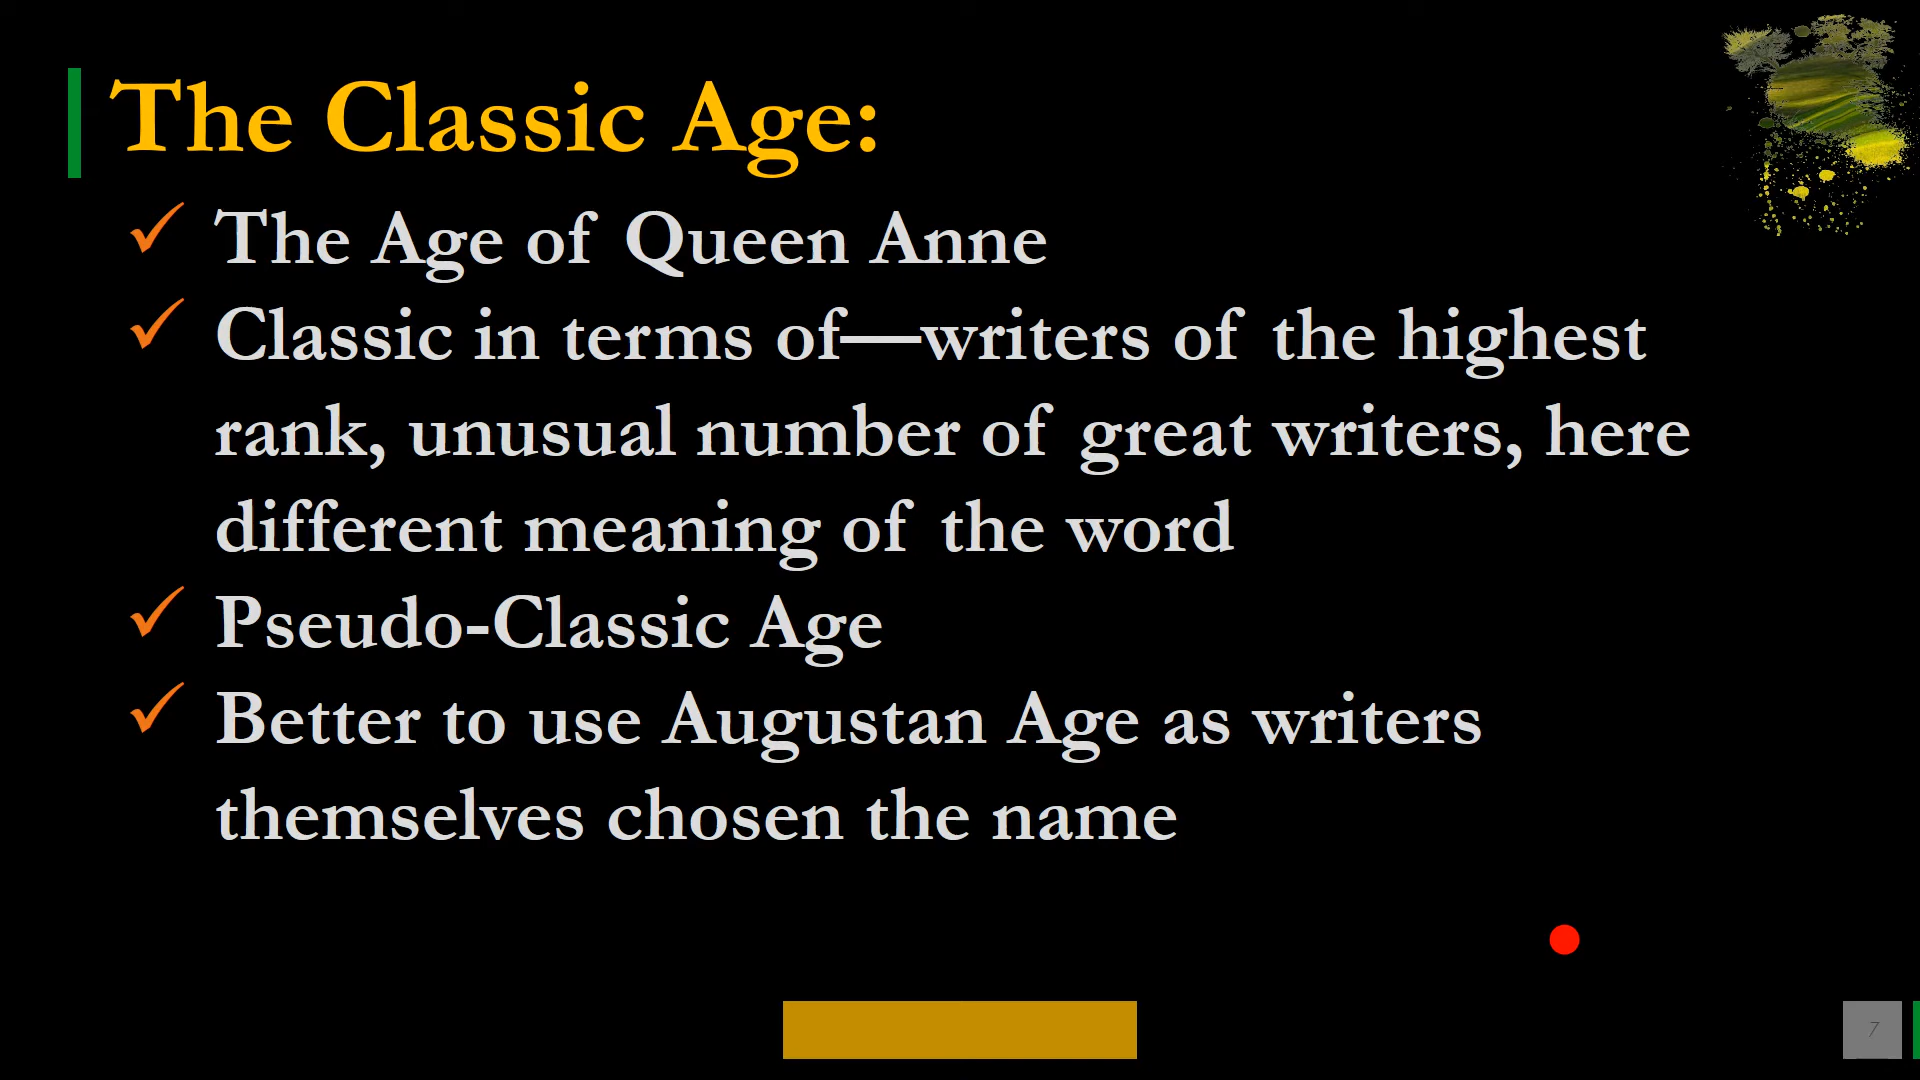 The Classic Age:
✓ The Age of Queen Anne
✓ Classic in terms of—writers of the highest
rank, unusual number of great writers, here
different meaning of the word
✓ Pseudo-Classic Age
✓ Better to use Augustan Age as writers
themselves chosen the name
7